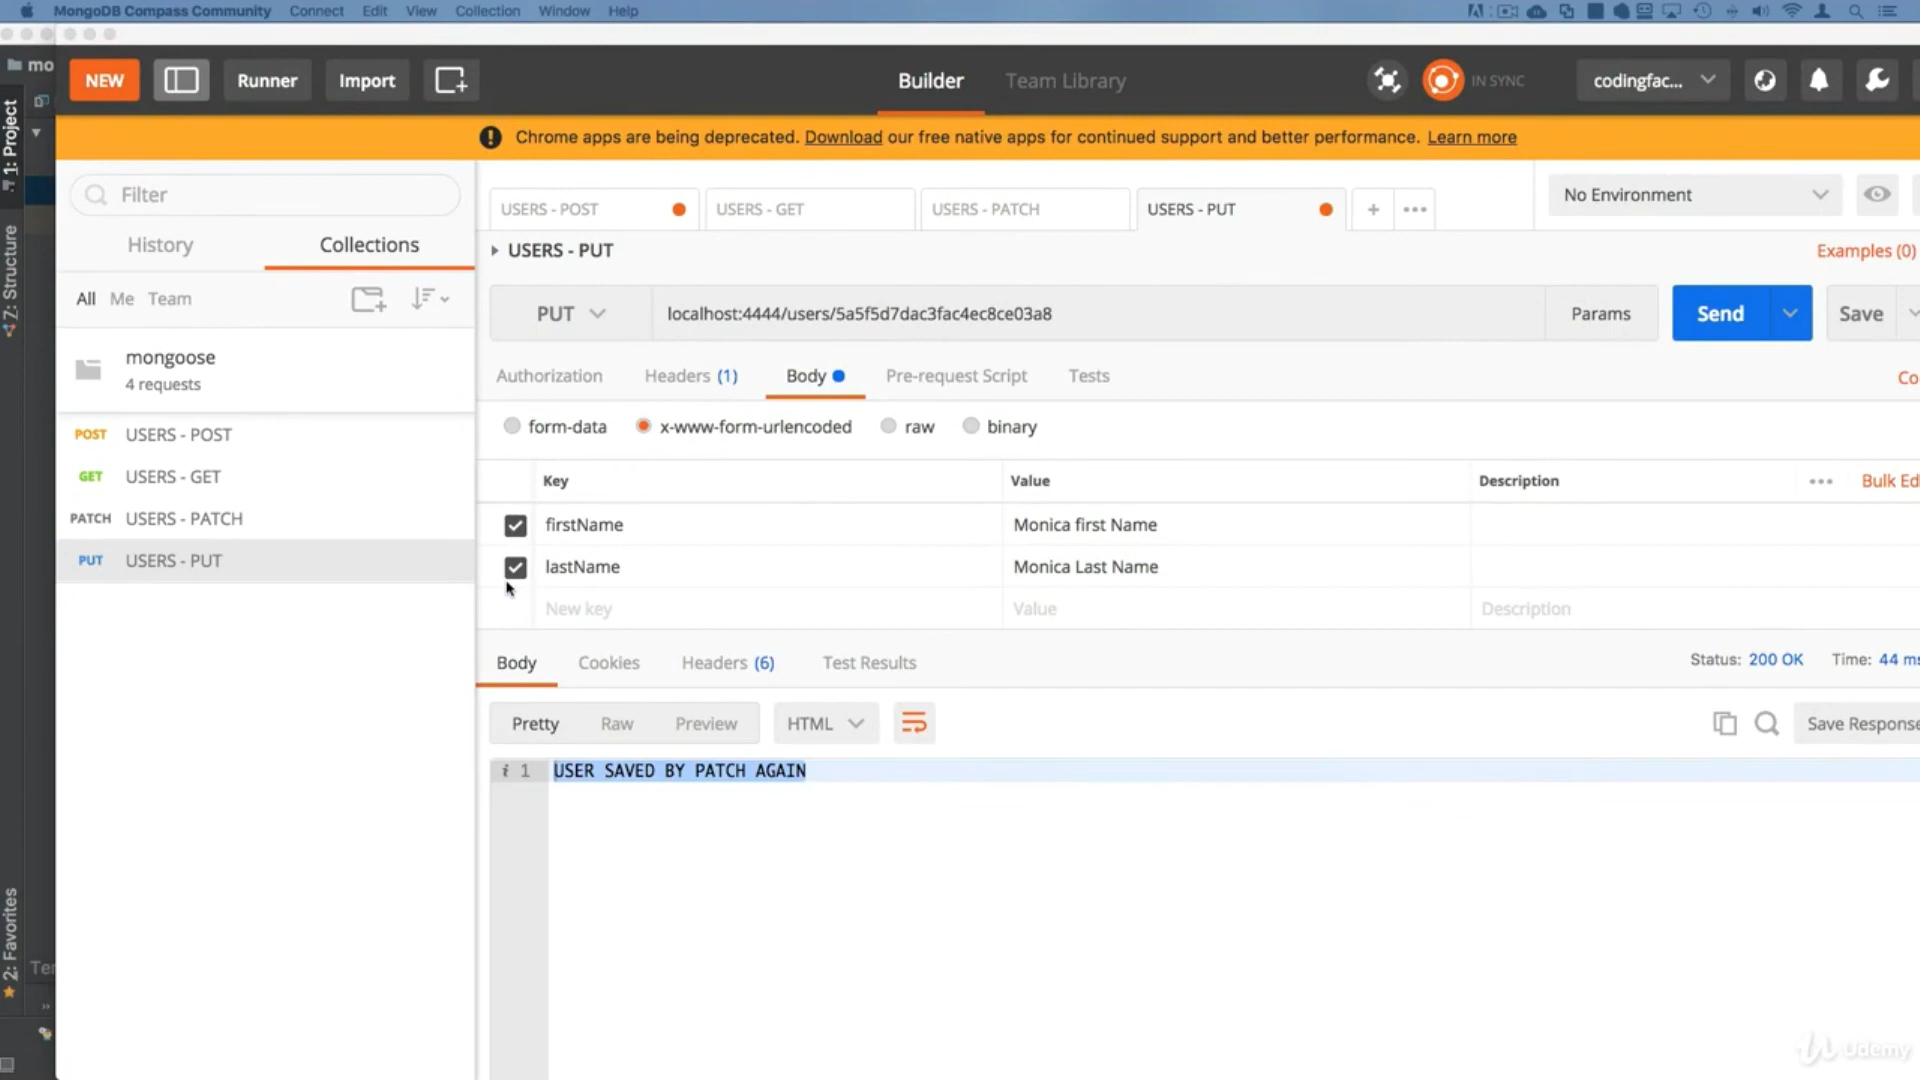 MongoDB Compass Community Connect Edit View Collection Window Help
mo
NEW Runner Import Builder Team Library IN SYNC codingfac...
Chrome apps are being deprecated. Download our free native apps for continued support and better performance. Learn more
1: Project
Z: Structure
2: Favorites
Ter
Filter
History Collections
All Me Team
mongoose
4 requests
POST USERS - POST
GET USERS - GET
PATCH USERS - PATCH
PUT USERS - PUT
USERS - POST USERS - GET USERS - PATCH USERS - PUT + ••• No Environment
USERS - PUT Examples (0)
PUT localhost:4444/users/5a5f5d7dac3fac4ec8ce03a8 Params Send Save
Authorization Headers (1) Body Pre-request Script Tests Co
form-data x-www-form-urlencoded raw binary
Key Value Description ••• Bulk Ed
firstName Monica first Name
lastName Monica Last Name
New key Value Description
Body Cookies Headers (6) Test Results Status: 200 OK Time: 44 ms
Pretty Raw Preview HTML Save Response
i 1 USER SAVED BY PATCH AGAIN
Udemy